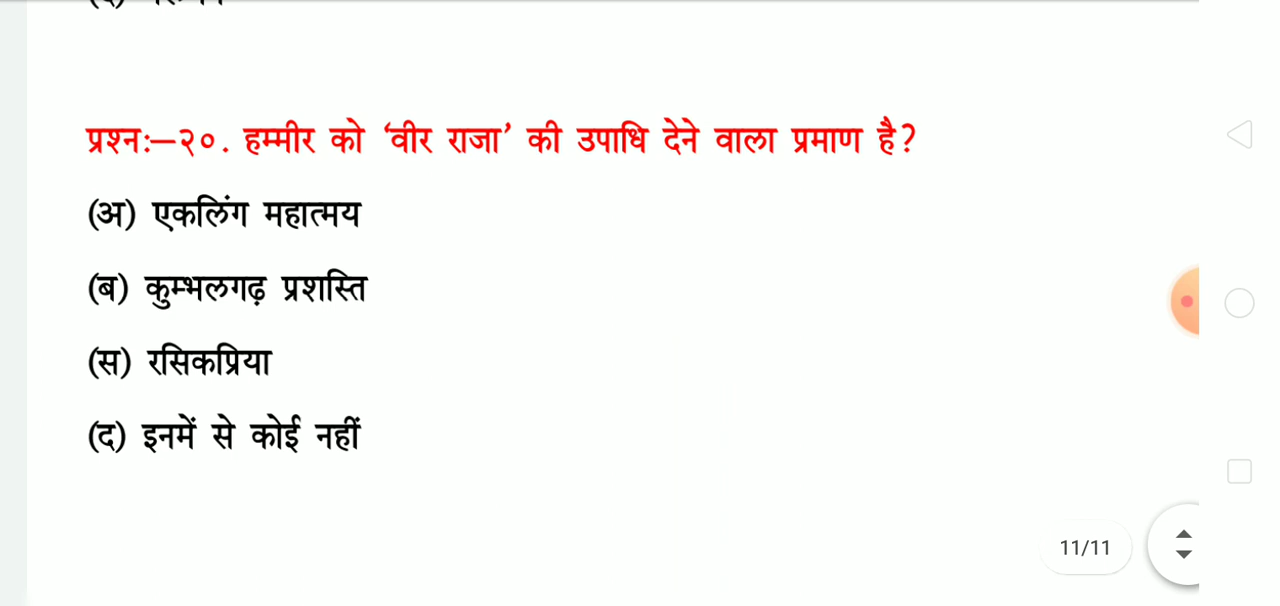 प्रश्नः—२०. हम्मीर को ‘वीर राजा’ की उपाधि देने वाला प्रमाण है?
(अ) एकलिंग महात्मय
(ब) कुम्भलगढ़ प्रशस्ति
(स) रसिकप्रिया
(द) इनमें से कोई नहीं
11/11